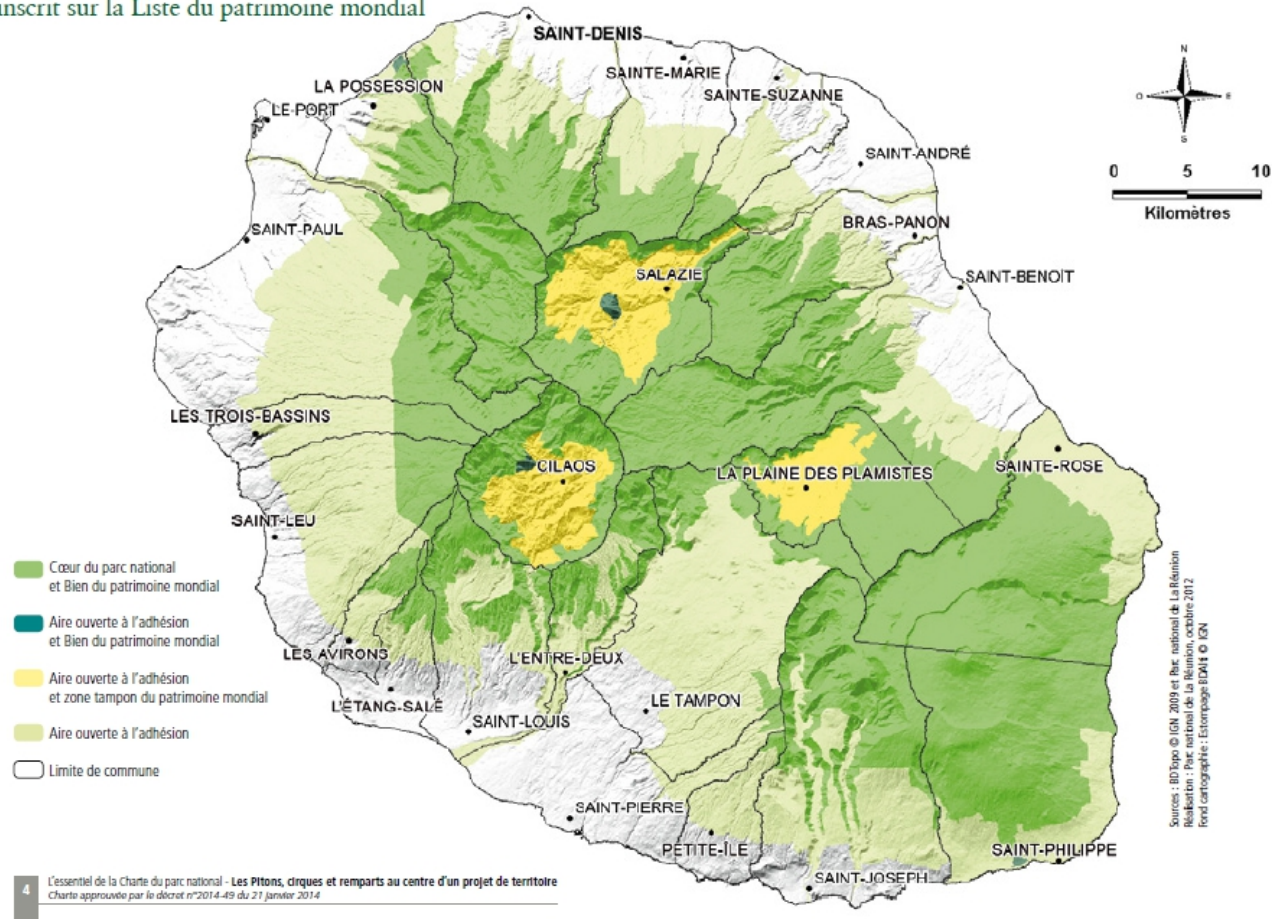 inscrit sur la Liste du patrimoine mondial
SAINT-DENIS
SAINTE-MARIE
SAINTE-SUZANNE
LA POSSESSION
LE PORT
SAINT-ANDRÉ
BRAS-PANON
SAINT-PAUL
SALAZIE
SAINT-BENOIT
LES TROIS-BASSINS
CILAOS
LA PLAINE DES PLAMISTES
SAINTE-ROSE
SAINT-LEU
LES AVIRONS
L'ENTRE-DEUX
L'ÉTANG-SALÉ
LE TAMPON
SAINT-LOUIS
SAINT-PIERRE
PETITE-ÎLE
SAINT-JOSEPH
SAINT-PHILIPPE
N
O
E
S
0 5 10
Kilomètres
Cœur du parc national
et Bien du patrimoine mondial
Aire ouverte à l'adhésion
et Bien du patrimoine mondial
Aire ouverte à l'adhésion
et zone tampon du patrimoine mondial
Aire ouverte à l'adhésion
Limite de commune
Sources : BDTopo © IGN 2009 et Parc national de La Réunion
Réalisation : Parc national de La Réunion, octobre 2012
Fond cartographie : Estompage BDAlti © IGN
4
L'essentiel de la Charte du parc national - Les Pitons, cirques et remparts au centre d'un projet de territoire
Charte approuvée par le décret n°2014-49 du 21 janvier 2014